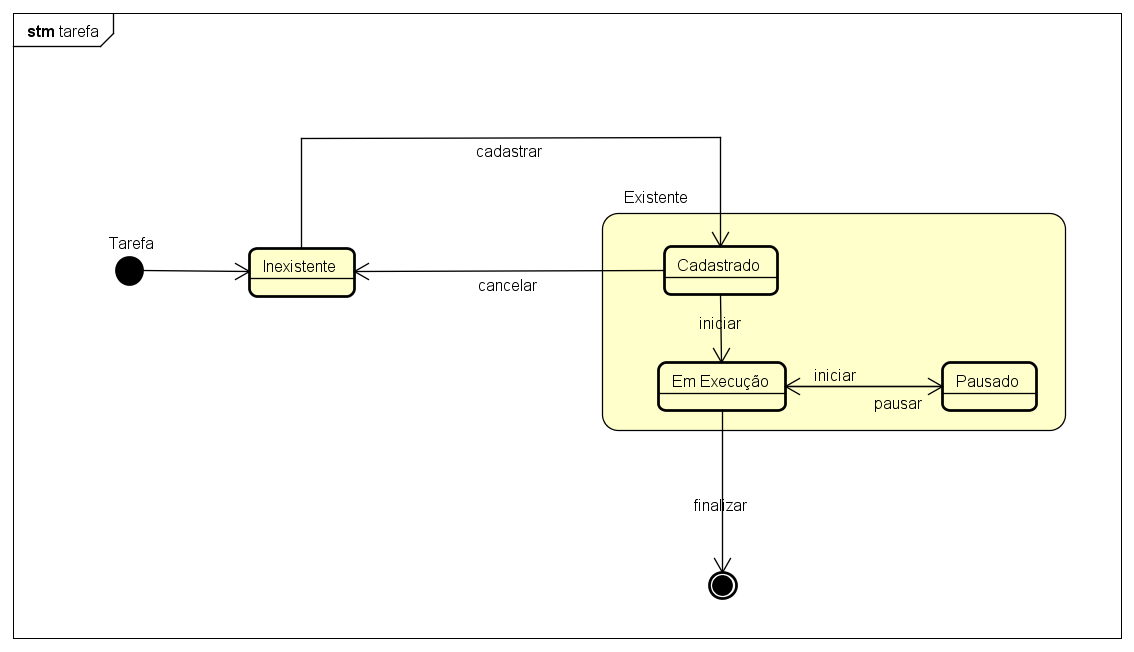 stm tarefa
cadastrar
Existente
Tarefa
Inexistente
Cadastrado
cancelar
iniciar
Em Execução
iniciar
Pausado
pausar
finalizar